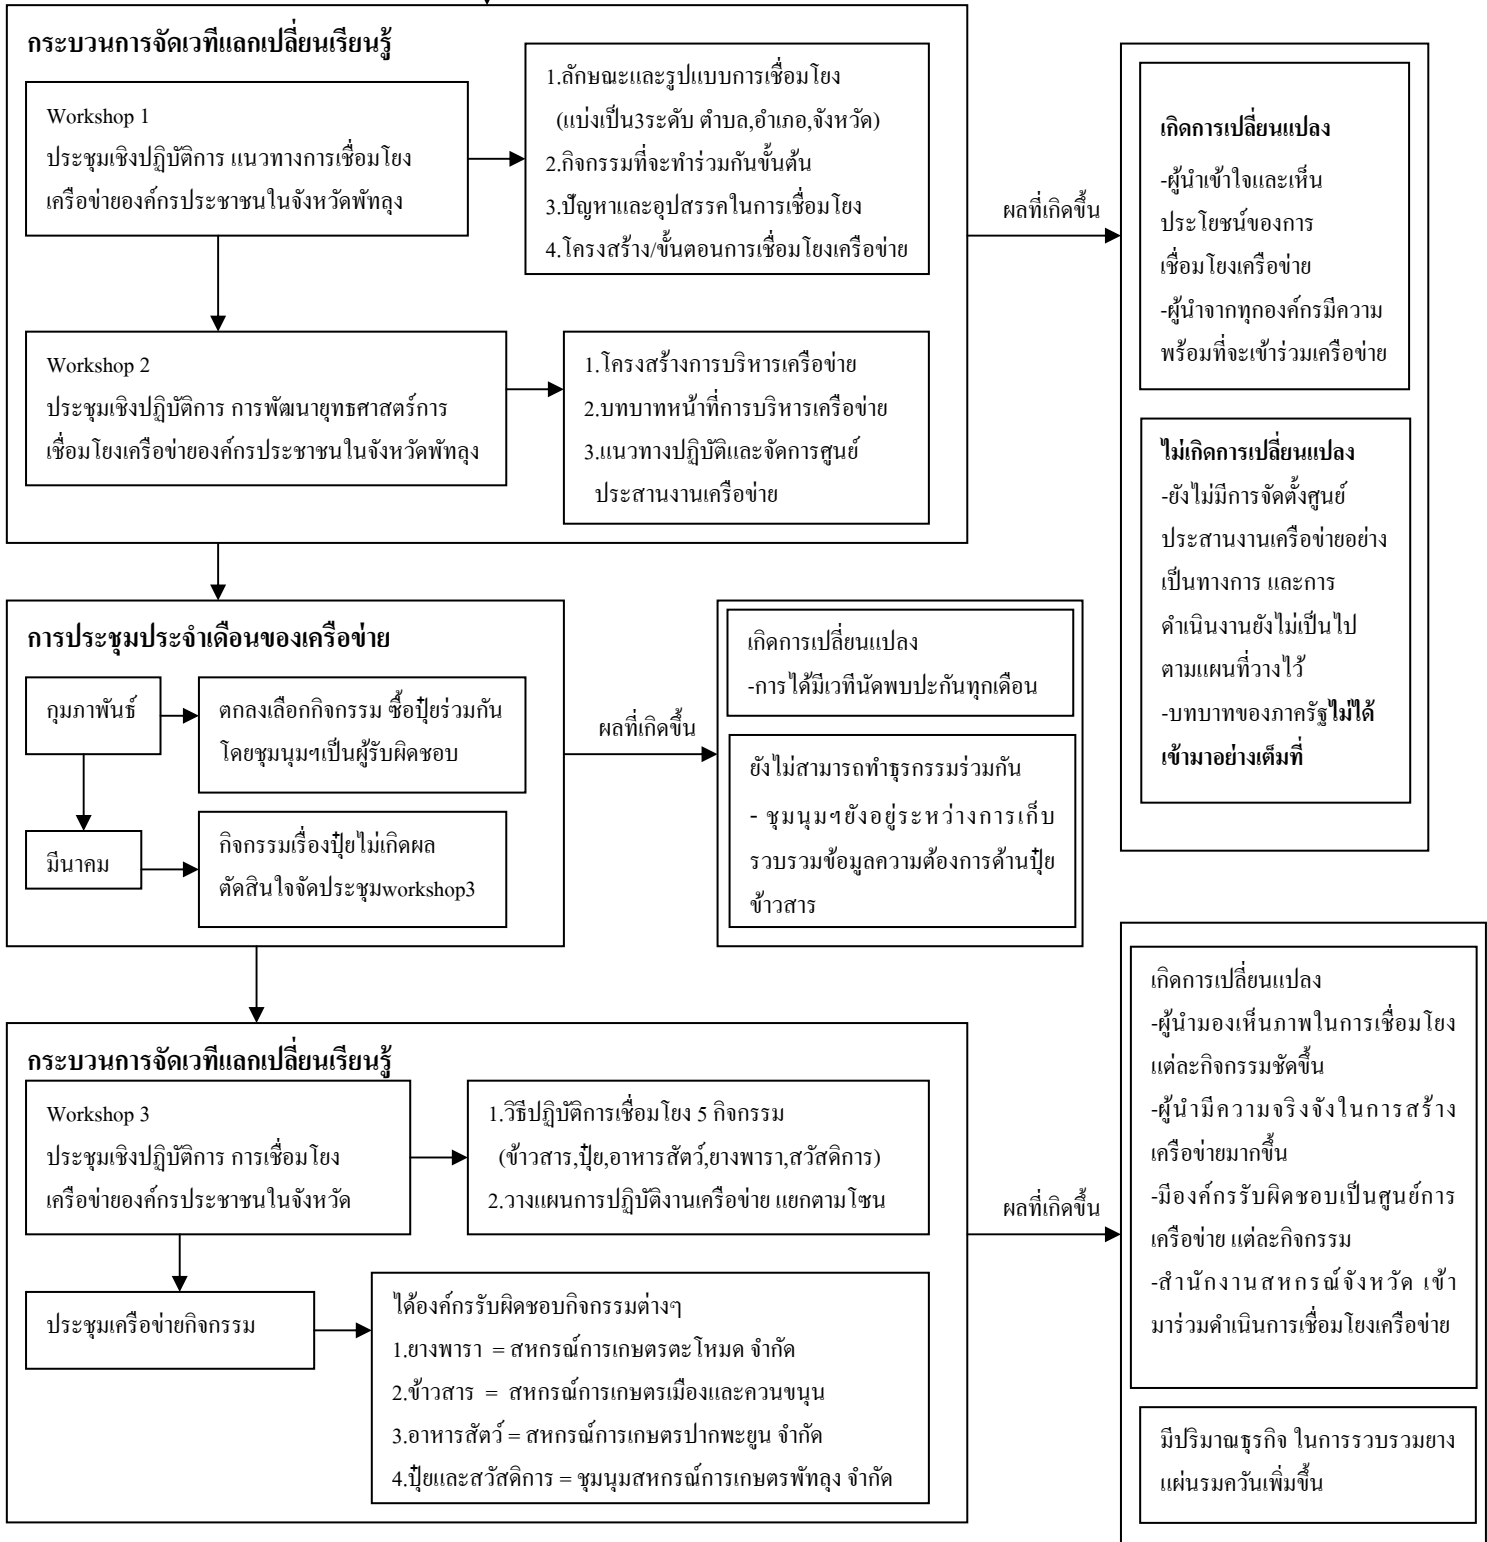 กระบวนการจัดเวทีแลกเปลี่ยนเรียนรู้
Workshop 1
ประชุมเชิงปฏิบัติการ แนวทางการเชื่อมโยง
เครือข่ายองค์กรประชาชนในจังหวัดพัทลุง
1.ลักษณะและรูปแบบการเชื่อมโยง
(แบ่งเป็น3ระดับ ตำบล,อำเภอ,จังหวัด)
2.กิจกรรมที่จะทำร่วมกันขั้นต้น
3.ปัญหาและอุปสรรคในการเชื่อมโยง
4.โครงสร้าง/ขั้นตอนการเชื่อมโยงเครือข่าย
Workshop 2
ประชุมเชิงปฏิบัติการ การพัฒนายุทธศาสตร์การ
เชื่อมโยงเครือข่ายองค์กรประชาชนในจังหวัดพัทลุง
1.โครงสร้างการบริหารเครือข่าย
2.บทบาทหน้าที่การบริหารเครือข่าย
3.แนวทางปฏิบัติและจัดการศูนย์
ประสานงานเครือข่าย
ผลที่เกิดขึ้น
เกิดการเปลี่ยนแปลง
-ผู้นำเข้าใจและเห็น
ประโยชน์ของการ
เชื่อมโยงเครือข่าย
-ผู้นำจากทุกองค์กรมีความ
พร้อมที่จะเข้าร่วมเครือข่าย
ไม่เกิดการเปลี่ยนแปลง
-ยังไม่มีการจัดตั้งศูนย์
ประสานงานเครือข่ายอย่าง
เป็นทางการ และการ
ดำเนินงานยังไม่เป็นไป
ตามแผนที่วางไว้
-บทบาทของภาครัฐไม่ได้
เข้ามาอย่างเต็มที่
การประชุมประจำเดือนของเครือข่าย
กุมภาพันธ์
ตกลงเลือกกิจกรรม ซื้อปุ๋ยร่วมกัน
โดยชุมนุมฯเป็นผู้รับผิดชอบ
มีนาคม
กิจกรรมเรื่องปุ๋ยไม่เกิดผล
ตัดสินใจจัดประชุมworkshop3
ผลที่เกิดขึ้น
เกิดการเปลี่ยนแปลง
-การได้มีเวทีนัดพบปะกันทุกเดือน
ยังไม่สามารถทำธุรกรรมร่วมกัน
- ชุมนุมฯยังอยู่ระหว่างการเก็บ
รวบรวมข้อมูลความต้องการด้านปุ๋ย
ข้าวสาร
กระบวนการจัดเวทีแลกเปลี่ยนเรียนรู้
Workshop 3
ประชุมเชิงปฏิบัติการ การเชื่อมโยง
เครือข่ายองค์กรประชาชนในจังหวัด
1.วิธีปฏิบัติการเชื่อมโยง 5 กิจกรรม
(ข้าวสาร,ปุ๋ย,อาหารสัตว์,ยางพารา,สวัสดิการ)
2.วางแผนการปฏิบัติงานเครือข่าย แยกตามโซน
ประชุมเครือข่ายกิจกรรม
ได้องค์กรรับผิดชอบกิจกรรมต่างๆ
1.ยางพารา = สหกรณ์การเกษตรตะโหมด จำกัด
2.ข้าวสาร = สหกรณ์การเกษตรเมืองและควนขนุน
3.อาหารสัตว์ = สหกรณ์การเกษตรปากพะยูน จำกัด
4.ปุ๋ยและสวัสดิการ = ชุมนุมสหกรณ์การเกษตรพัทลุง จำกัด
ผลที่เกิดขึ้น
เกิดการเปลี่ยนแปลง
-ผู้นำมองเห็นภาพในการเชื่อมโยง
แต่ละกิจกรรมชัดขึ้น
-ผู้นำมีความจริงจังในการสร้าง
เครือข่ายมากขึ้น
-มีองค์กรรับผิดชอบเป็นศูนย์การ
เครือข่าย แต่ละกิจกรรม
-สำนักงานสหกรณ์จังหวัด เข้า
มาร่วมดำเนินการเชื่อมโยงเครือข่าย
มีปริมาณธุรกิจ ในการรวบรวมยาง
แผ่นรมควันเพิ่มขึ้น